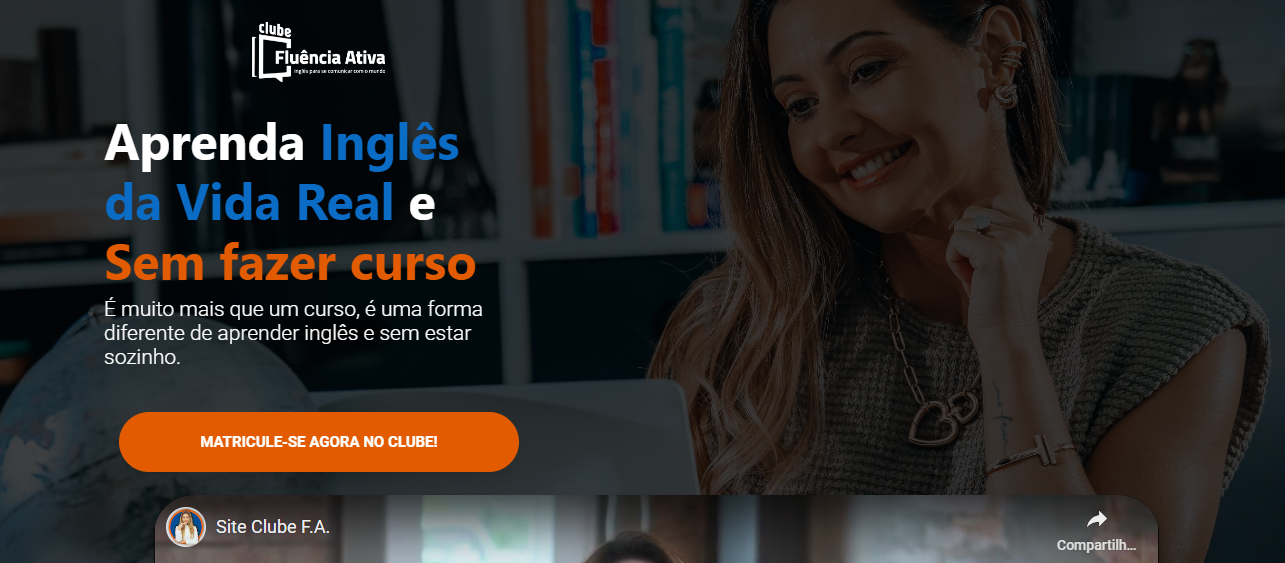 clube
Fluência Ativa
Inglês para se comunicar com o mundo
Aprenda Inglês
da Vida Real e
Sem fazer curso
É muito mais que um curso, é uma forma
diferente de aprender inglês e sem estar
sozinho.
MATRICULE-SE AGORA NO CLUBE!
Site Clube F.A.
Compartilh...